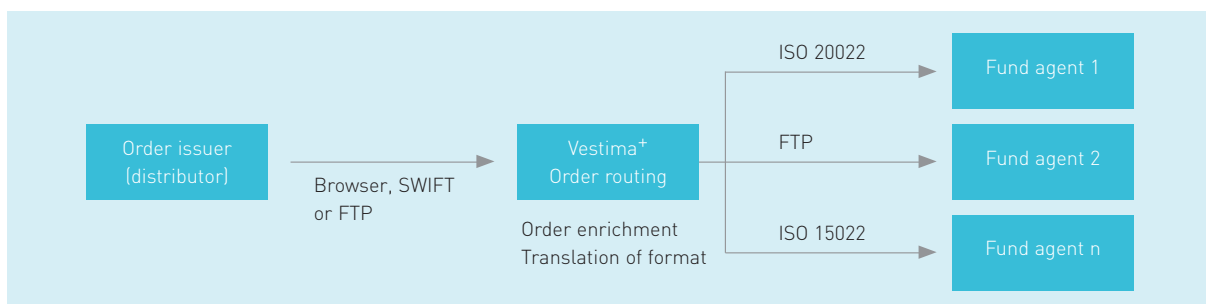 ISO 20022
Fund agent 1
Order issuer
(distributor)
Browser, SWIFT
or FTP
Vestima+
Order routing
Order enrichment
Translation of format
FTP
Fund agent 2
ISO 15022
Fund agent n